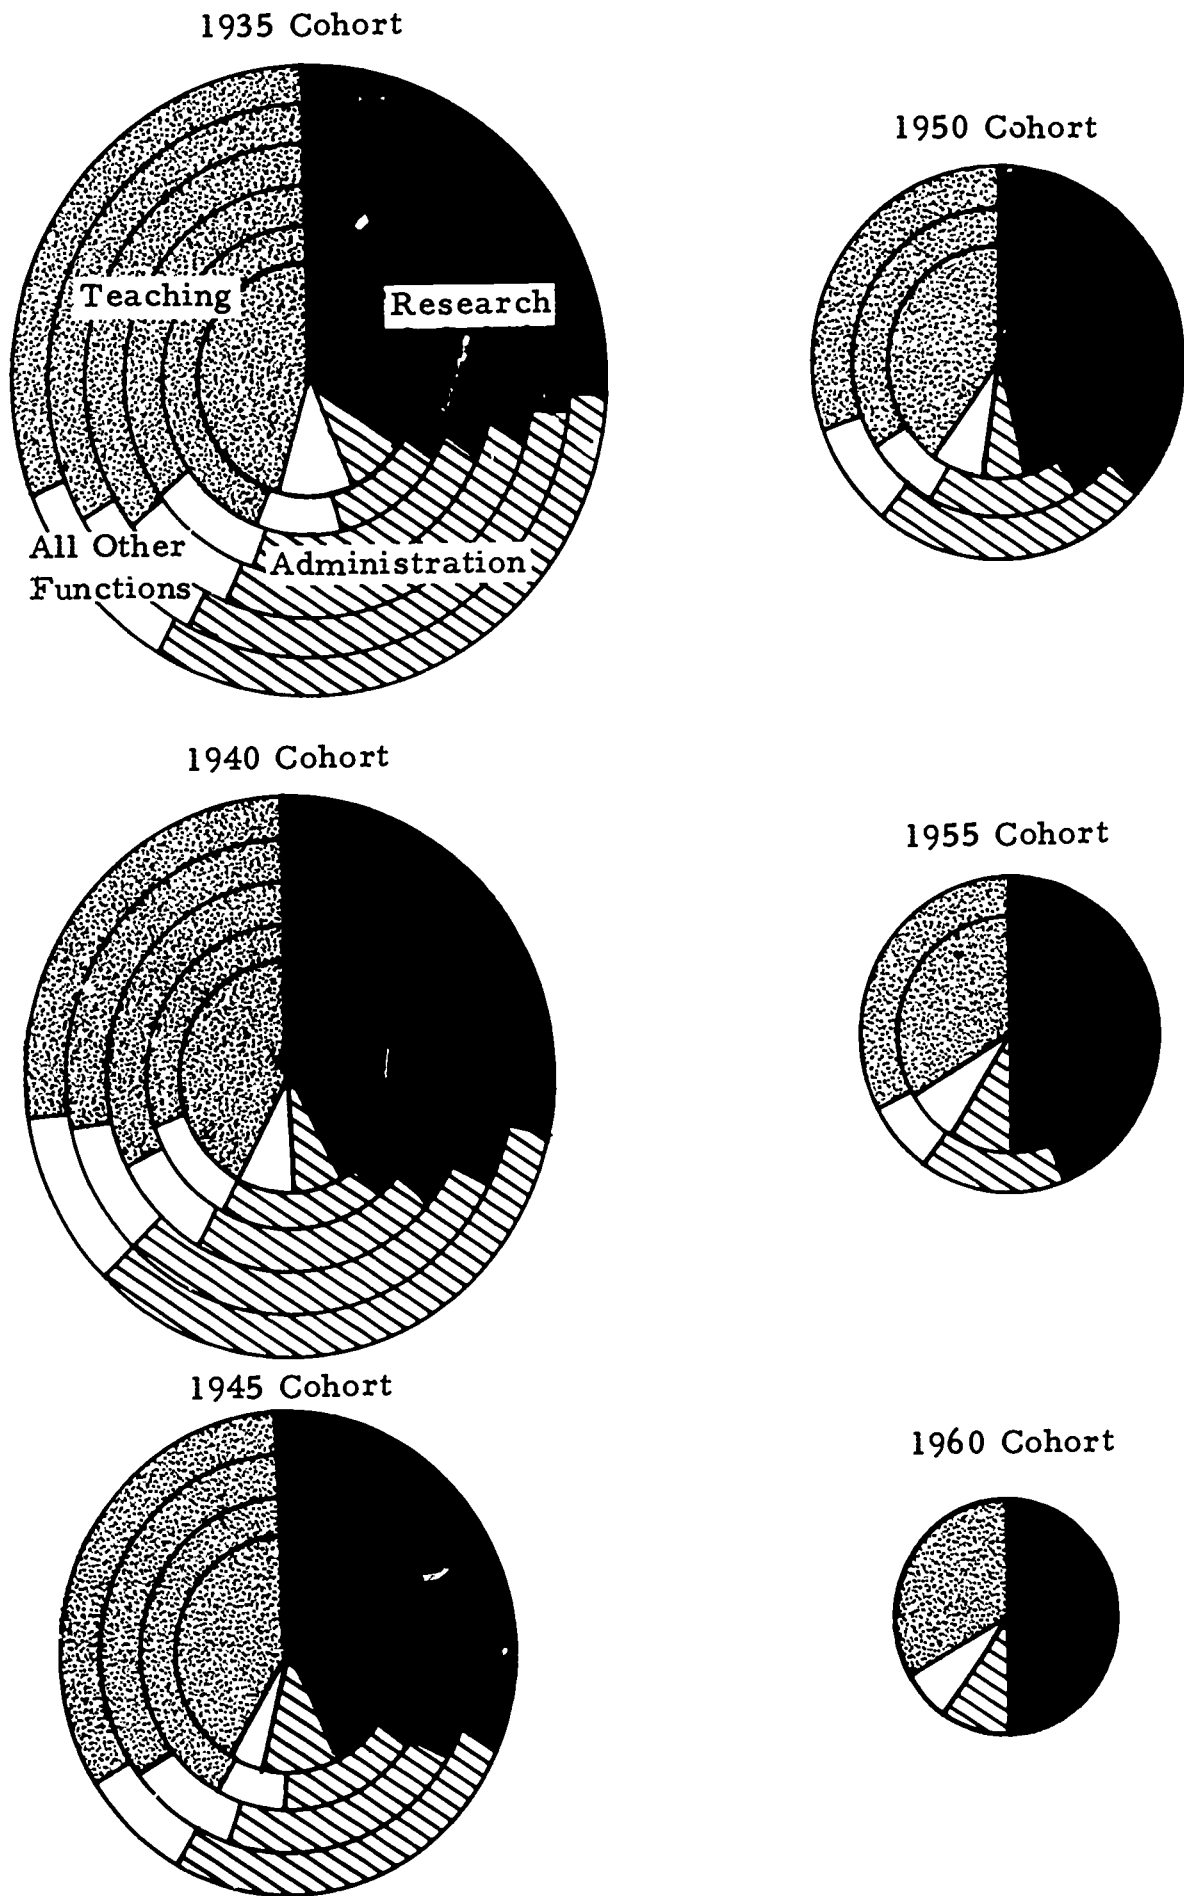 1935 Cohort
Teaching
Research
All Other
Functions
Administration
1940 Cohort
1945 Cohort
1950 Cohort
1955 Cohort
1960 Cohort